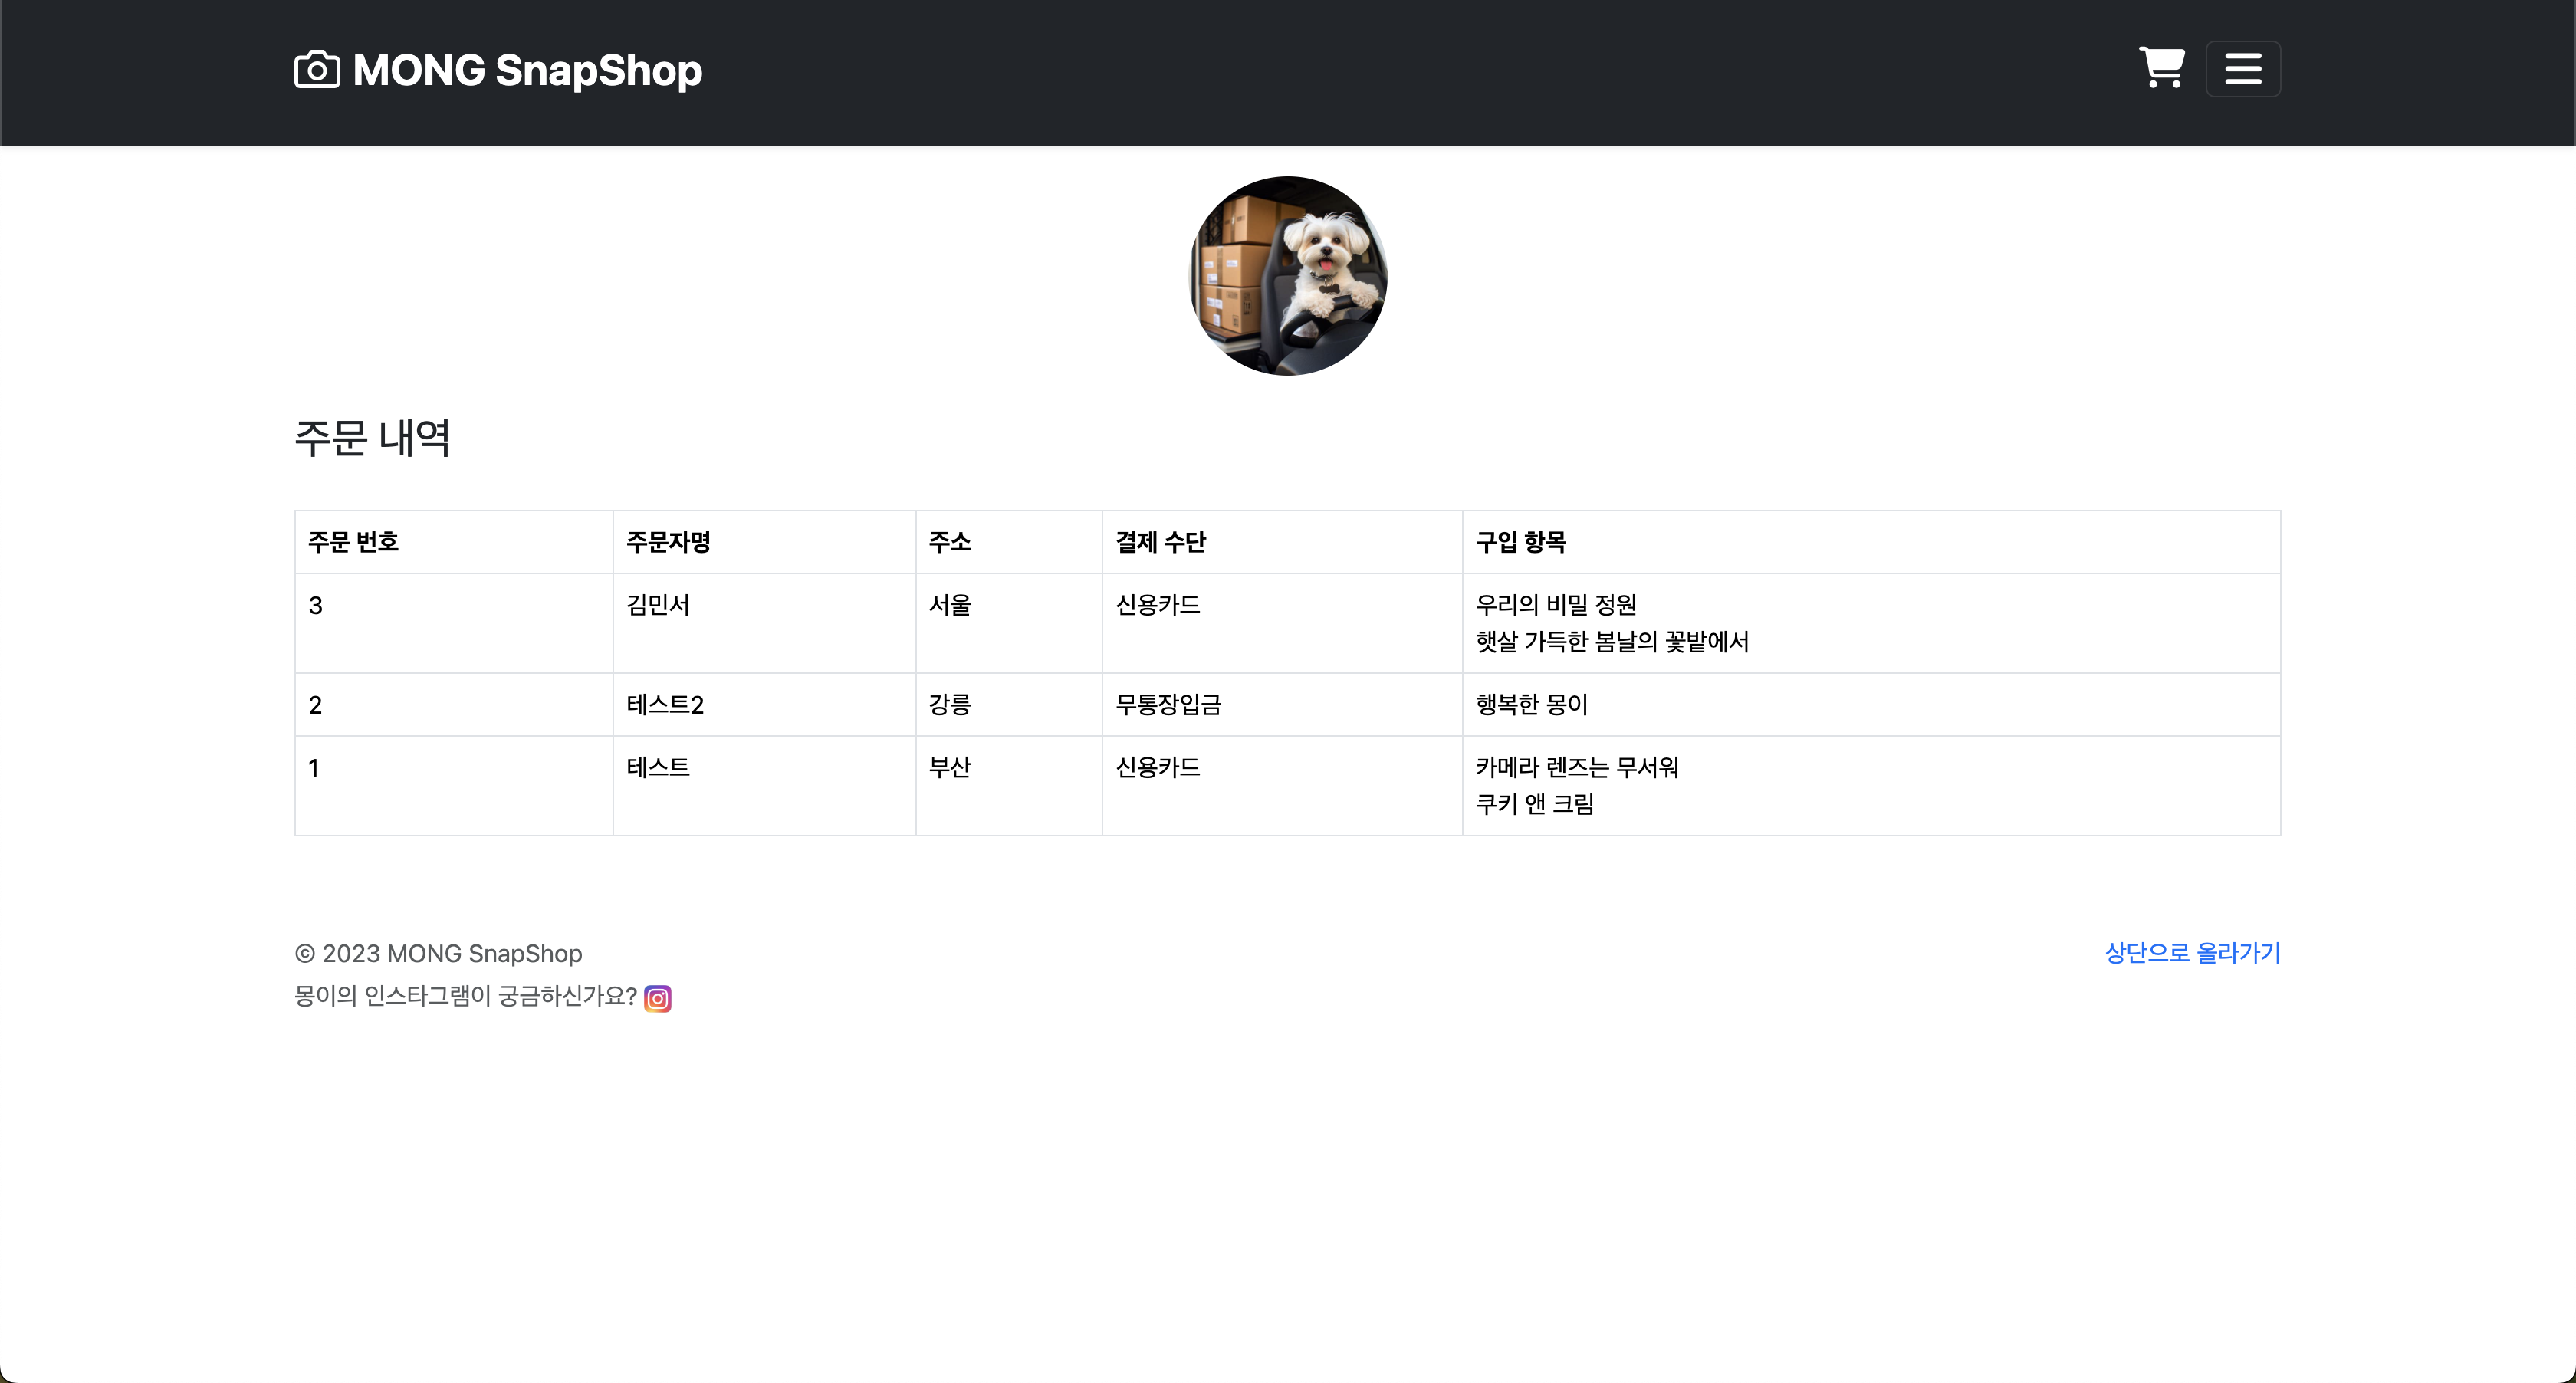 MONG SnapShop
주문 내역
주문 번호 주문자명 주소 결제 수단 구입 항목
3 김민서 서울 신용카드 우리의 비밀 정원
햇살 가득한 봄날의 꽃밭에서
2 테스트2 강릉 무통장입금 행복한 몽이
1 테스트 부산 신용카드 카메라 렌즈는 무서워
쿠키 앤 크림
© 2023 MONG SnapShop 상단으로 올라가기
몽이의 인스타그램이 궁금하신가요?